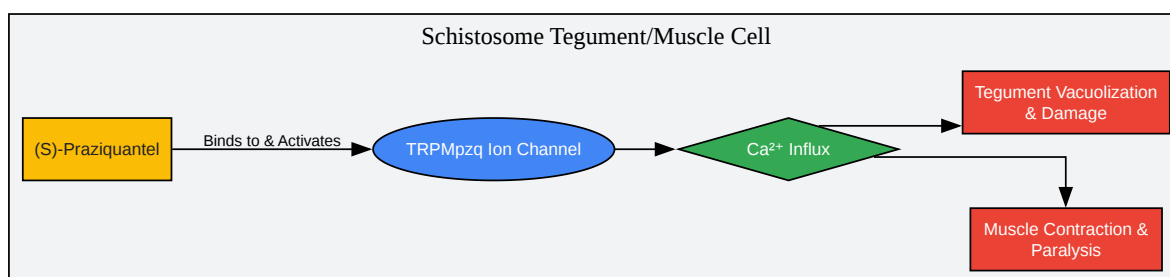 Schistosome Tegument/Muscle Cell
(S)-Praziquantel
Binds to & Activates
TRPMpzq Ion Channel
Ca²⁺ Influx
Tegument Vacuolization
& Damage
Muscle Contraction &
Paralysis